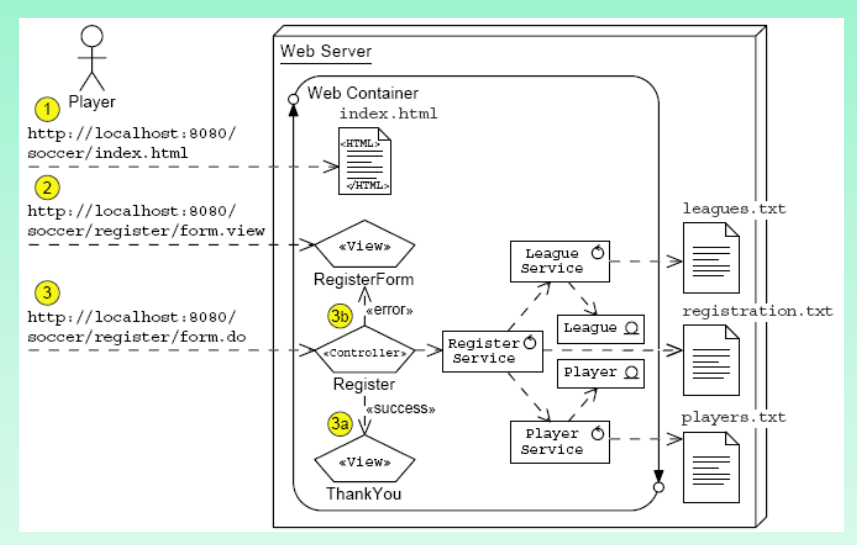 Web Server
Web Container
Player
1
http://localhost:8080/
soccer/index.html
index.html
<HTML>
</HTML>
2
http://localhost:8080/
soccer/register/form.view
«View»
RegisterForm
3
http://localhost:8080/
soccer/register/form.do
3b
«error»
«Controller»
Register
«success»
3a
«View»
ThankYou
Register
Service
League
Service
League
Player
Player
Service
leagues.txt
registration.txt
players.txt